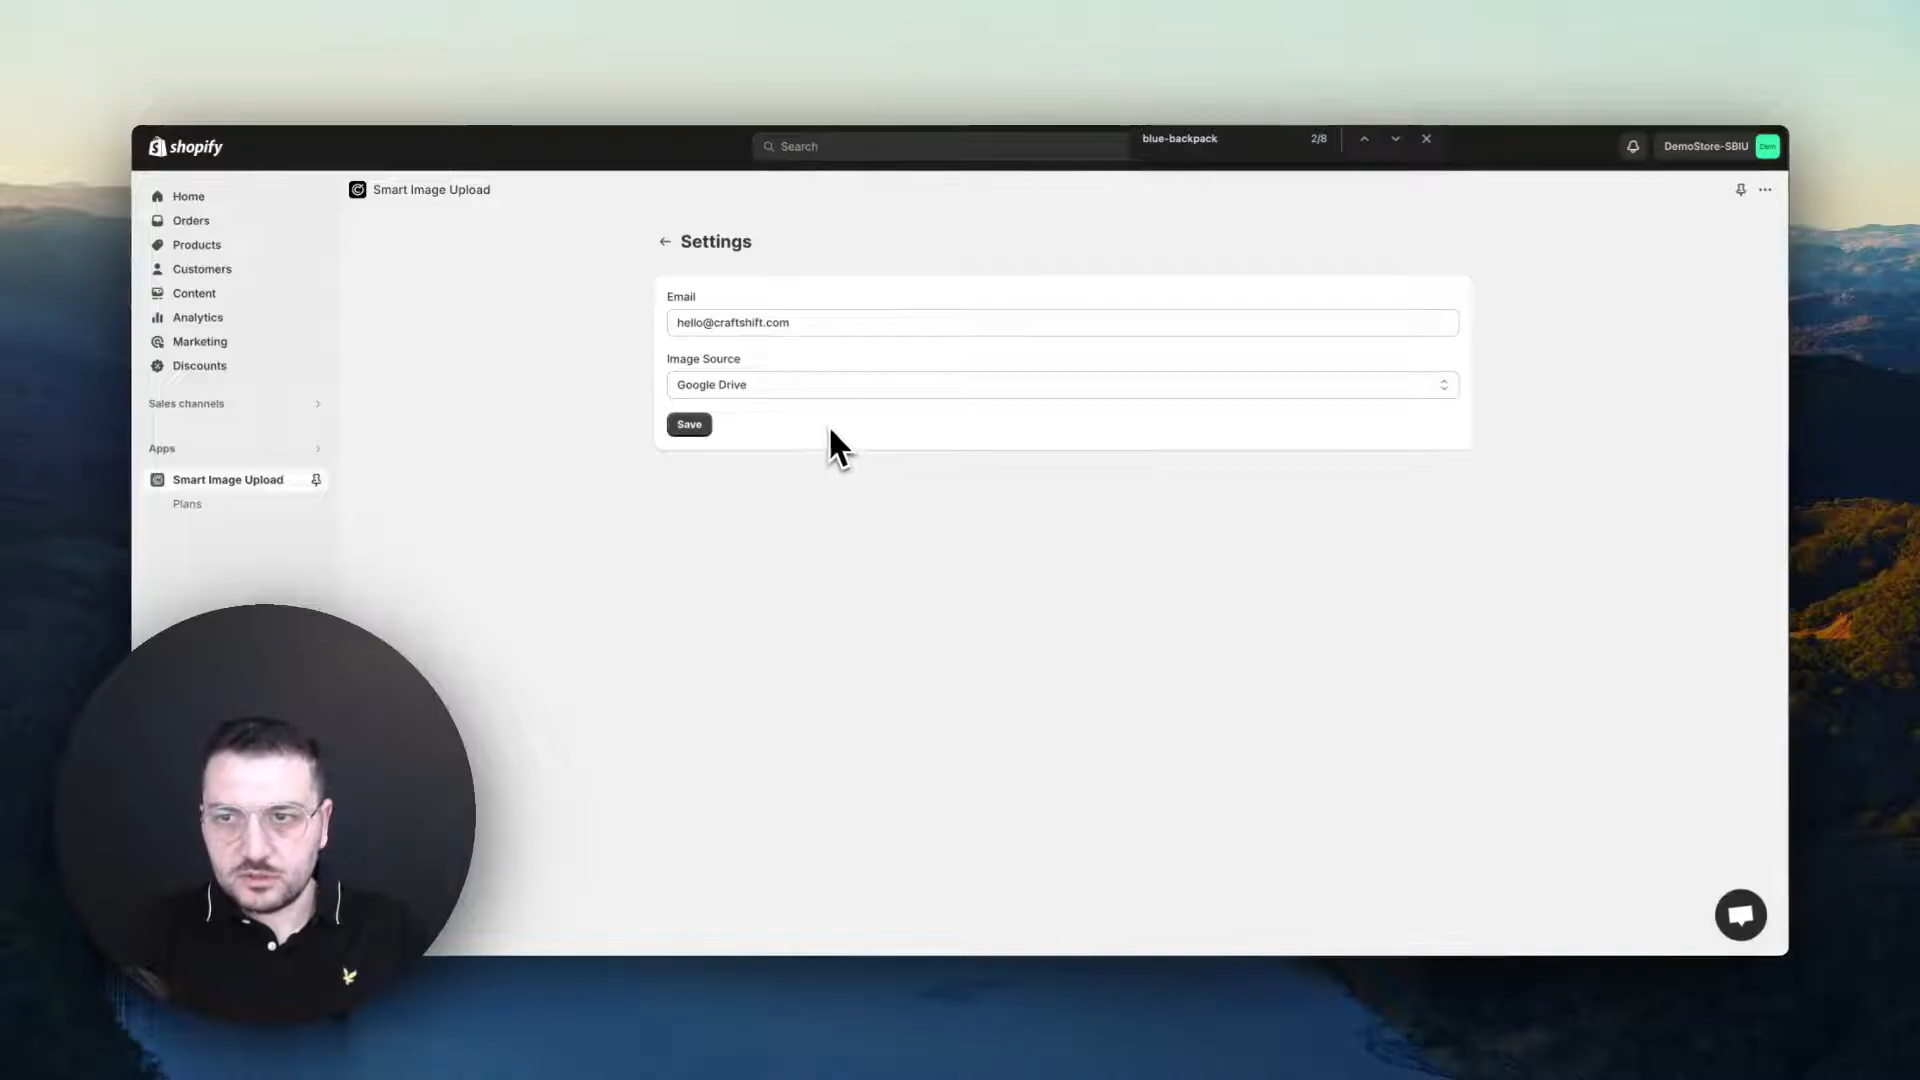 shopify
Search
blue-backpack
2/8
DemoStore-SBIU
Dem
Home
Orders
Products
Customers
Content
Analytics
Marketing
Discounts
Sales channels
Apps
Smart Image Upload
Plans
Smart Image Upload
Settings
Email
hello@craftshift.com
Image Source
Google Drive
Save